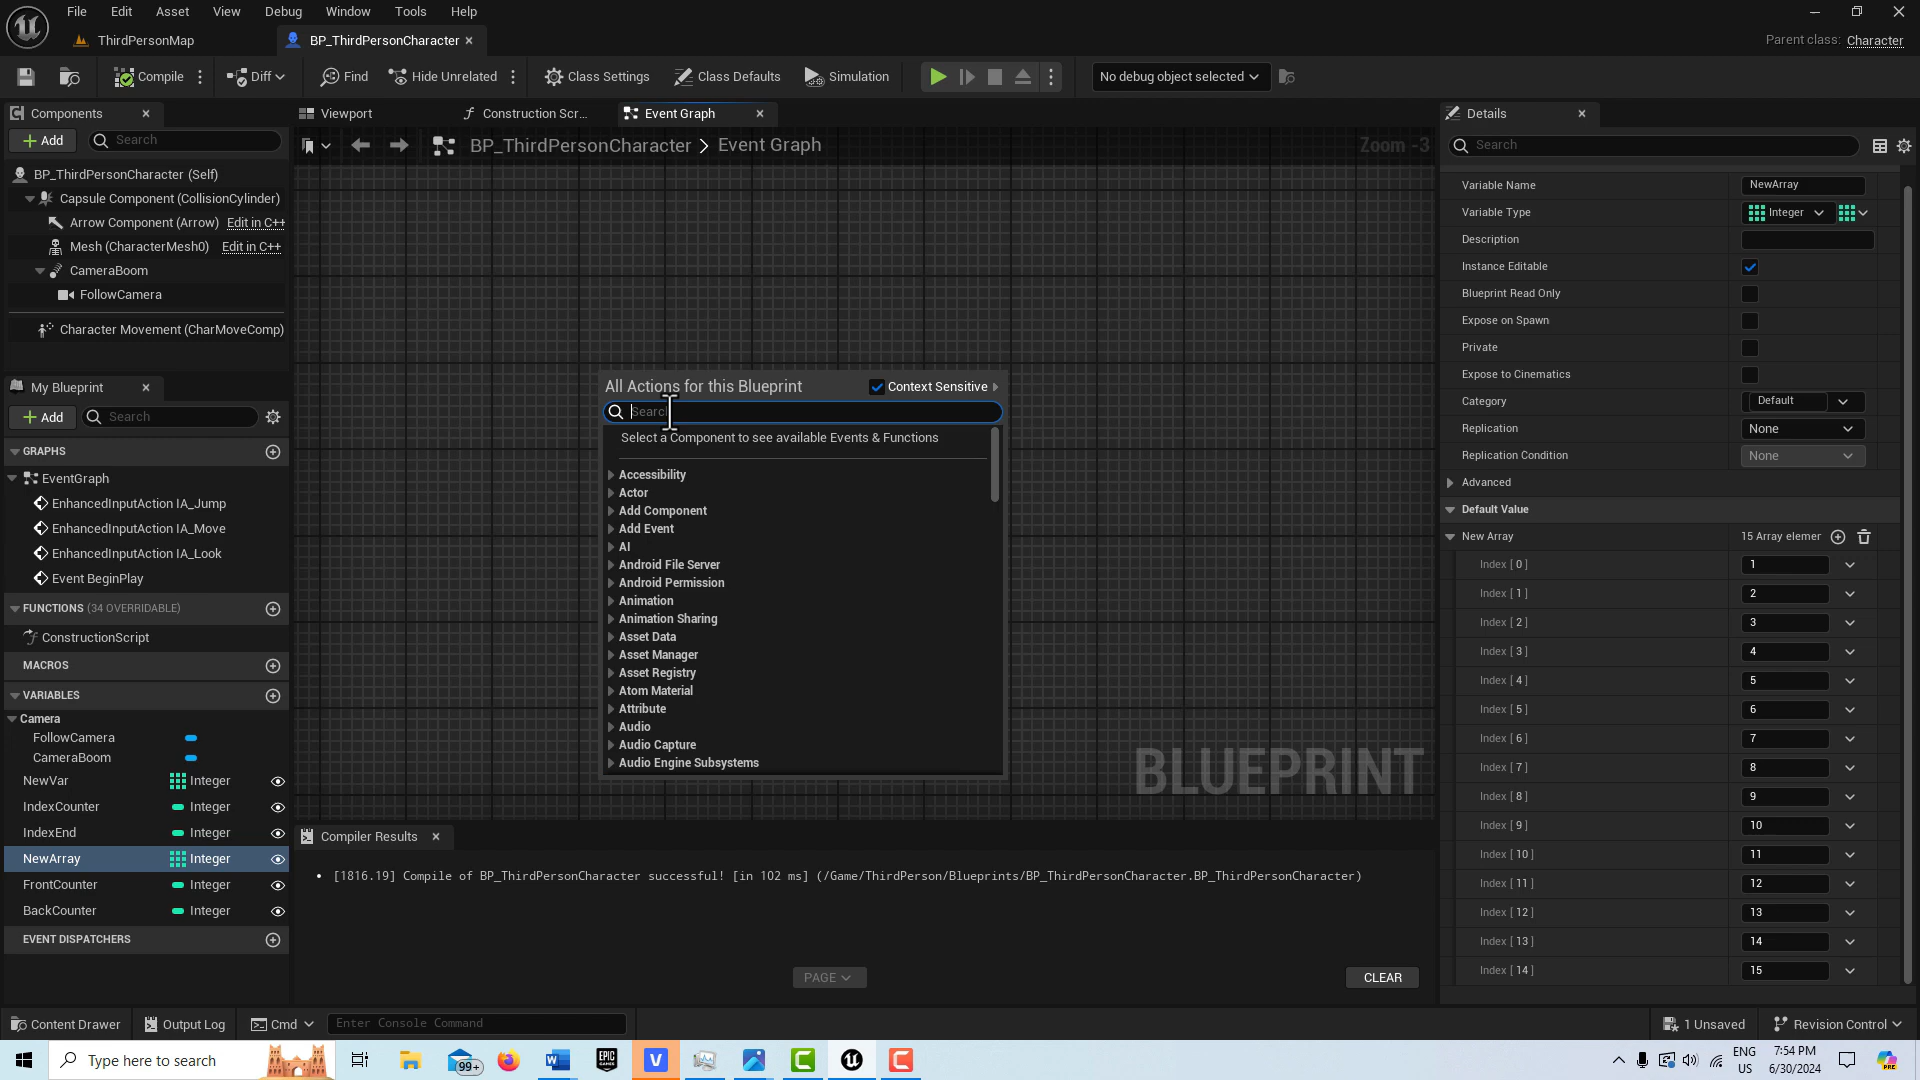 File Edit Asset View Debug Window Tools Help
ThirdPersonMap
BP_ThirdPersonCharacter
Parent class: Character
Compile
Diff
Find
Hide Unrelated
Class Settings
Class Defaults
Simulation
No debug object selected
Components
Add
Search
BP_ThirdPersonCharacter (Self)
Capsule Component (CollisionCylinder)
Arrow Component (Arrow) Edit in C++
Mesh (CharacterMesh0) Edit in C++
CameraBoom
FollowCamera
Character Movement (CharMoveComp)
My Blueprint
Add
Search
GRAPHS
EventGraph
EnhancedInputAction IA_Jump
EnhancedInputAction IA_Move
EnhancedInputAction IA_Look
Event BeginPlay
FUNCTIONS (34 OVERRIDABLE)
ConstructionScript
MACROS
VARIABLES
Camera
FollowCamera
CameraBoom
NewVar Integer
IndexCounter Integer
IndexEnd Integer
NewArray Integer
FrontCounter Integer
BackCounter Integer
EVENT DISPATCHERS
Viewport
Construction Scr...
Event Graph
BP_ThirdPersonCharacter > Event Graph
Zoom -3
All Actions for this Blueprint
Context Sensitive
Search
Select a Component to see available Events & Functions
Accessibility
Actor
Add Component
Add Event
AI
Android File Server
Android Permission
Animation
Animation Sharing
Asset Data
Asset Manager
Asset Registry
Atom Material
Attribute
Audio
Audio Capture
Audio Engine Subsystems
BLUEPRINT
Compiler Results
[1816.19] Compile of BP_ThirdPersonCharacter successful! [in 102 ms] (/Game/ThirdPerson/Blueprints/BP_ThirdPersonCharacter.BP_ThirdPersonCharacter)
PAGE
CLEAR
Details
Search
Variable Name NewArray
Variable Type Integer
Description
Instance Editable
Blueprint Read Only
Expose on Spawn
Private
Expose to Cinematics
Category Default
Replication None
Replication Condition None
Advanced
Default Value
New Array 15 Array elemer
Index [ 0 ] 1
Index [ 1 ] 2
Index [ 2 ] 3
Index [ 3 ] 4
Index [ 4 ] 5
Index [ 5 ] 6
Index [ 6 ] 7
Index [ 7 ] 8
Index [ 8 ] 9
Index [ 9 ] 10
Index [ 10 ] 11
Index [ 11 ] 12
Index [ 12 ] 13
Index [ 13 ] 14
Index [ 14 ] 15
Content Drawer
Output Log
Cmd
Enter Console Command
1 Unsaved
Revision Control
Type here to search
99+
EPIC GAMES
ENG
US
7:54 PM
6/30/2024
PRE